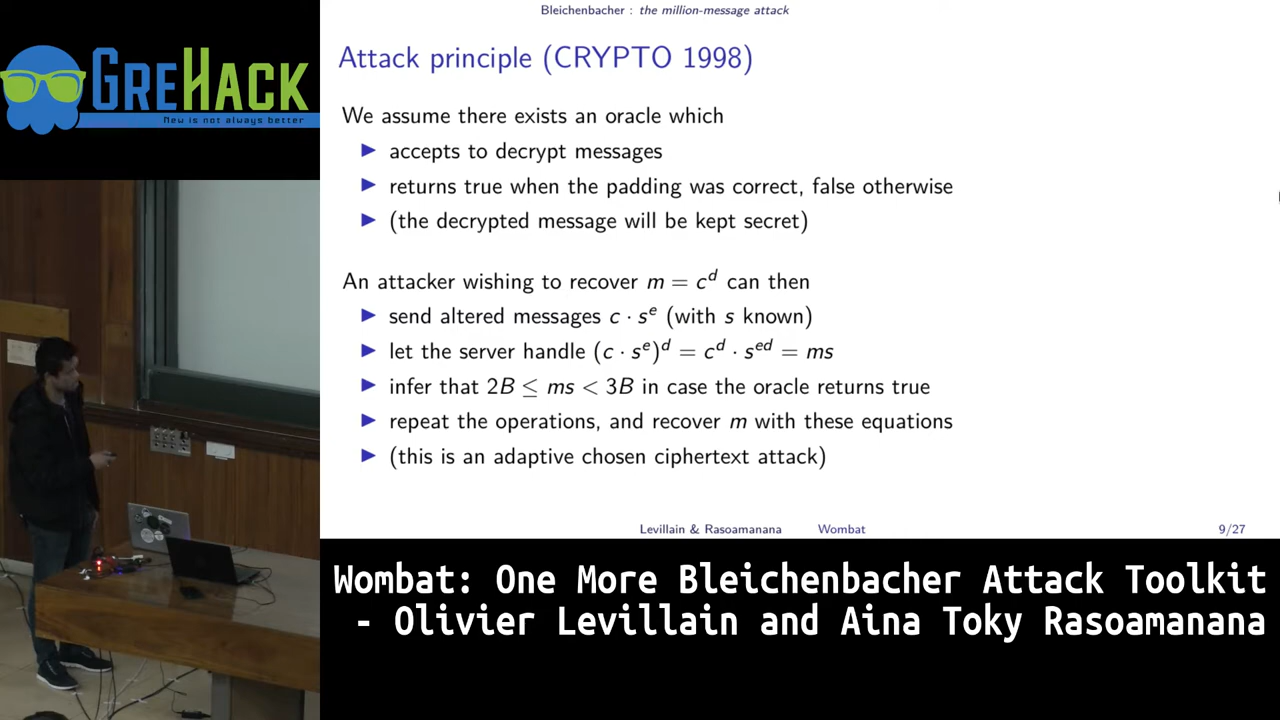 Bleichenbacher : the million-message attack
GREHACK
New is not always better
Attack principle (CRYPTO 1998)
We assume there exists an oracle which
▶ accepts to decrypt messages
▶ returns true when the padding was correct, false otherwise
▶ (the decrypted message will be kept secret)
An attacker wishing to recover m = c^d can then
▶ send altered messages c · s^e (with s known)
▶ let the server handle (c · s^e)^d = c^d · s^ed = ms
▶ infer that 2B ≤ ms < 3B in case the oracle returns true
▶ repeat the operations, and recover m with these equations
▶ (this is an adaptive chosen ciphertext attack)
Levillain & Rasoamanana Wombat 9/27
Wombat: One More Bleichenbacher Attack Toolkit
- Olivier Levillain and Aina Toky Rasoamanana